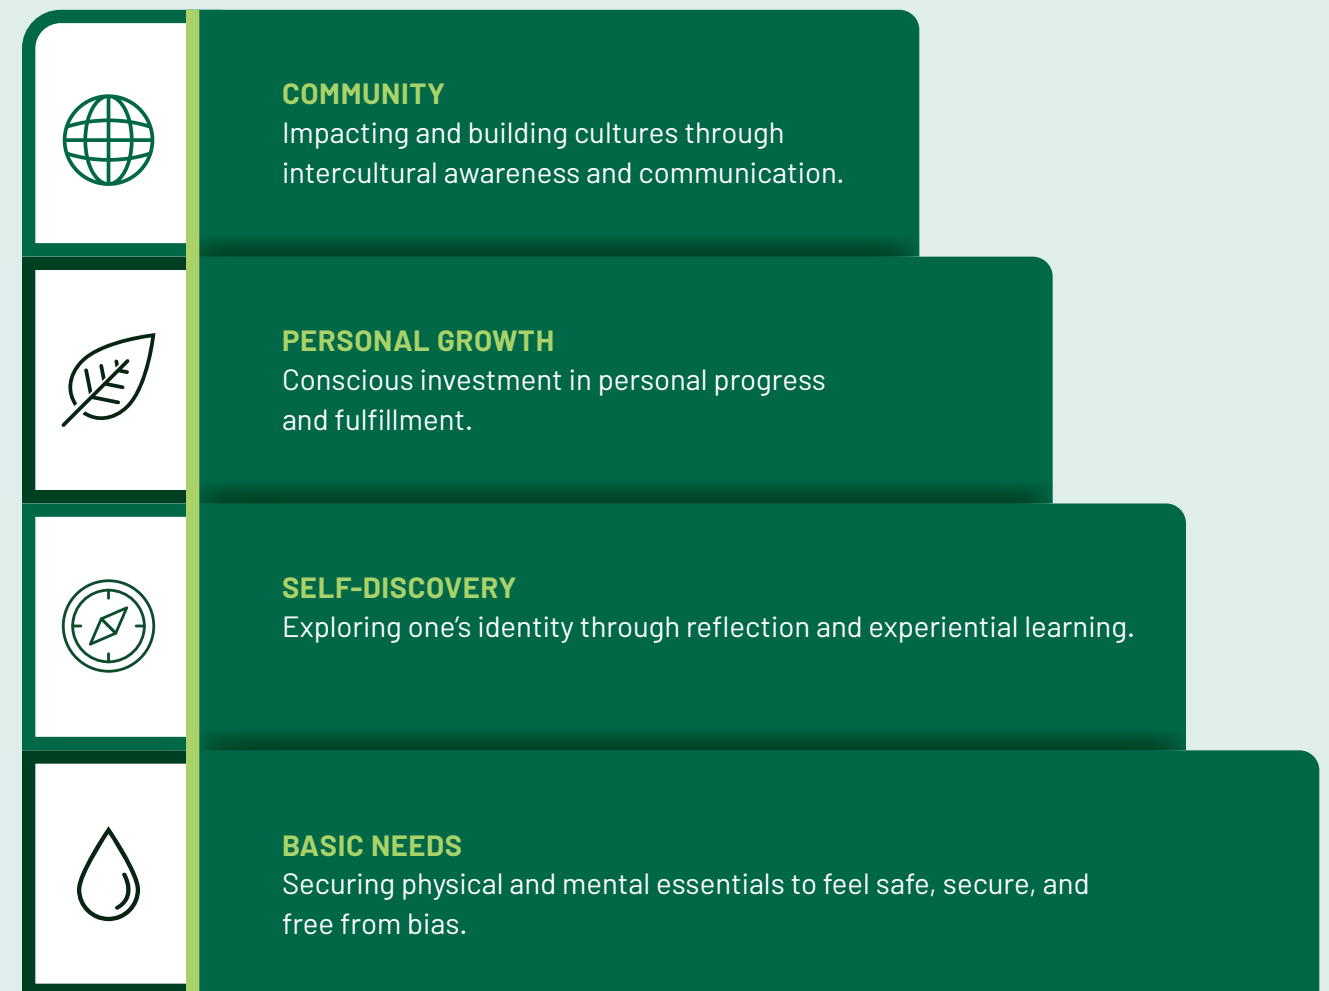 COMMUNITY
Impacting and building cultures through
intercultural awareness and communication.
PERSONAL GROWTH
Conscious investment in personal progress
and fulfillment.
SELF-DISCOVERY
Exploring one’s identity through reflection and experiential learning.
BASIC NEEDS
Securing physical and mental essentials to feel safe, secure, and
free from bias.